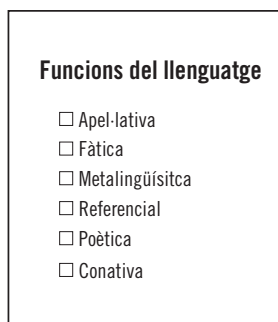 Funcions del llenguatge
☐ Apel·lativa
☐ Fàtica
☐ Metalingüísitca
☐ Referencial
☐ Poètica
☐ Conativa